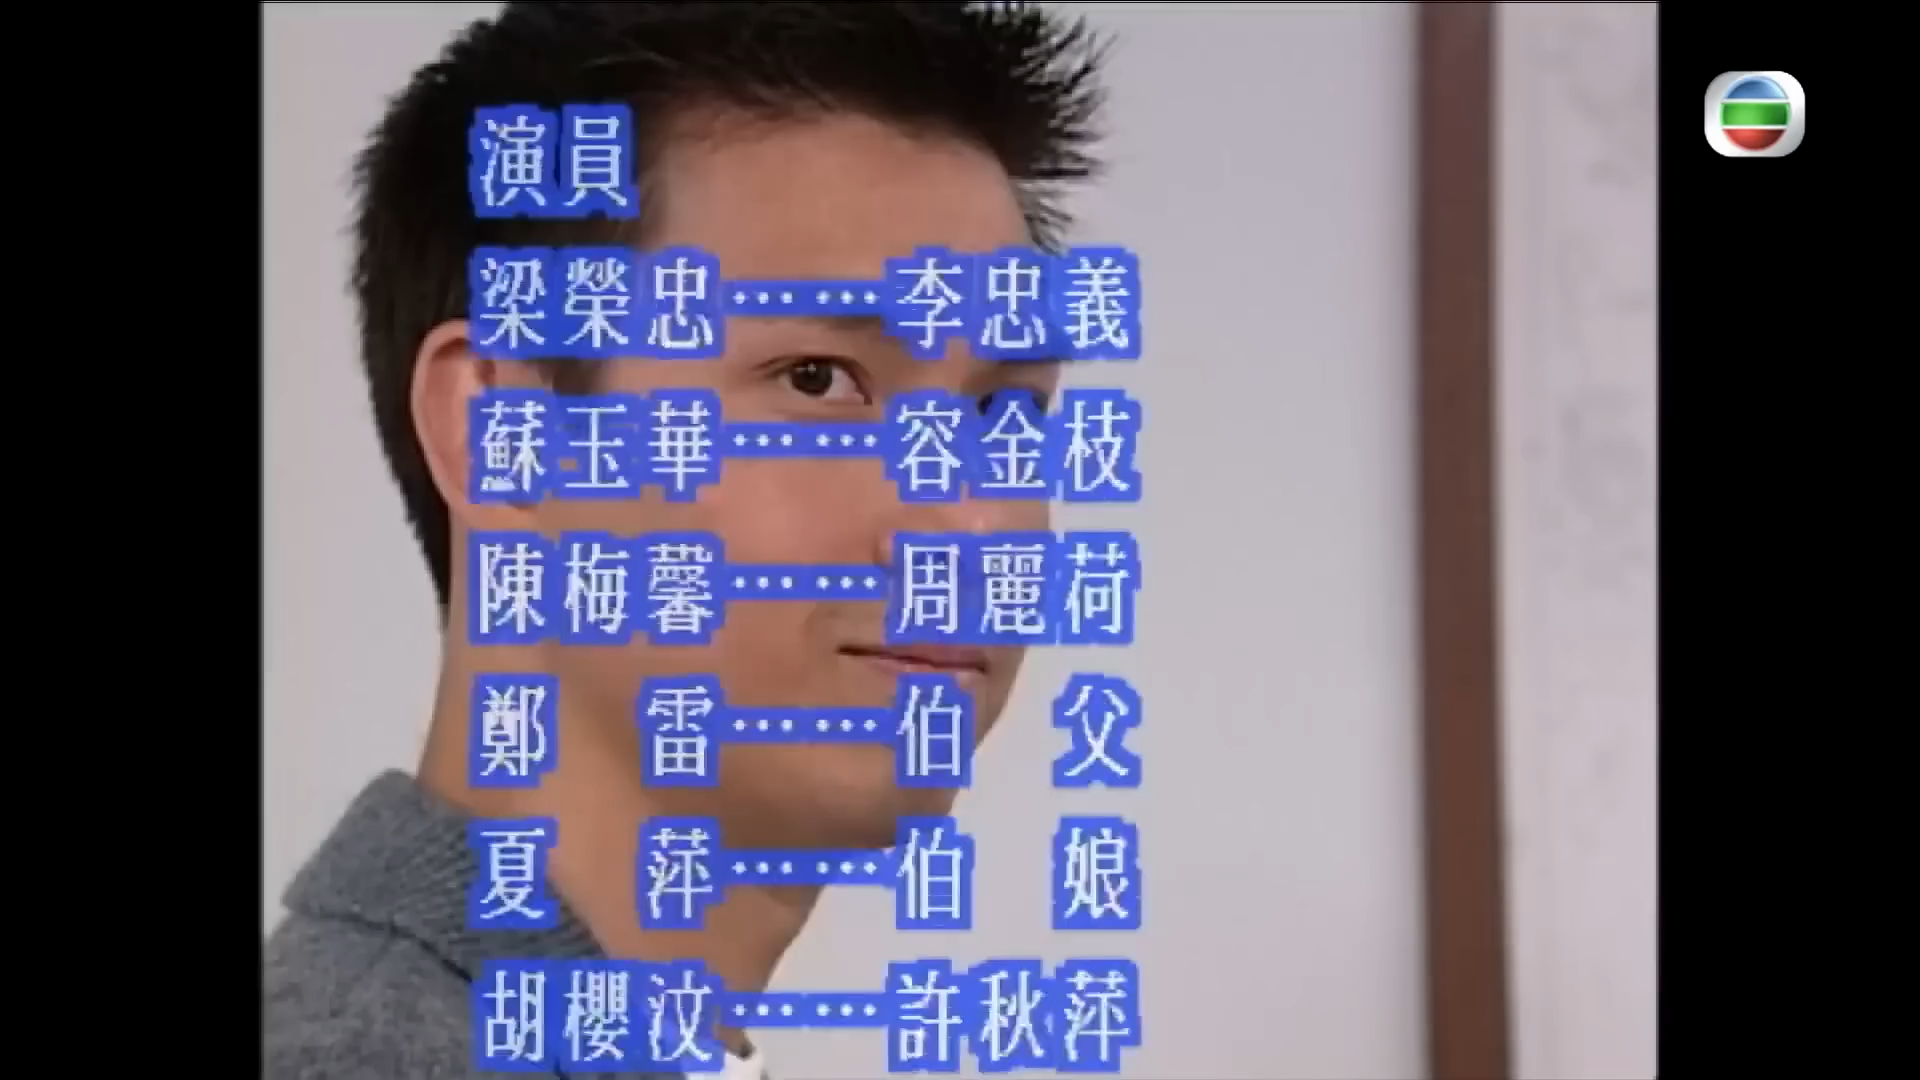 演員
梁榮忠……李忠義
蘇玉華……容金枝
陳梅馨……周麗荷
鄭　雷……伯　父
夏　萍……伯　娘
胡櫻汶……許秋萍